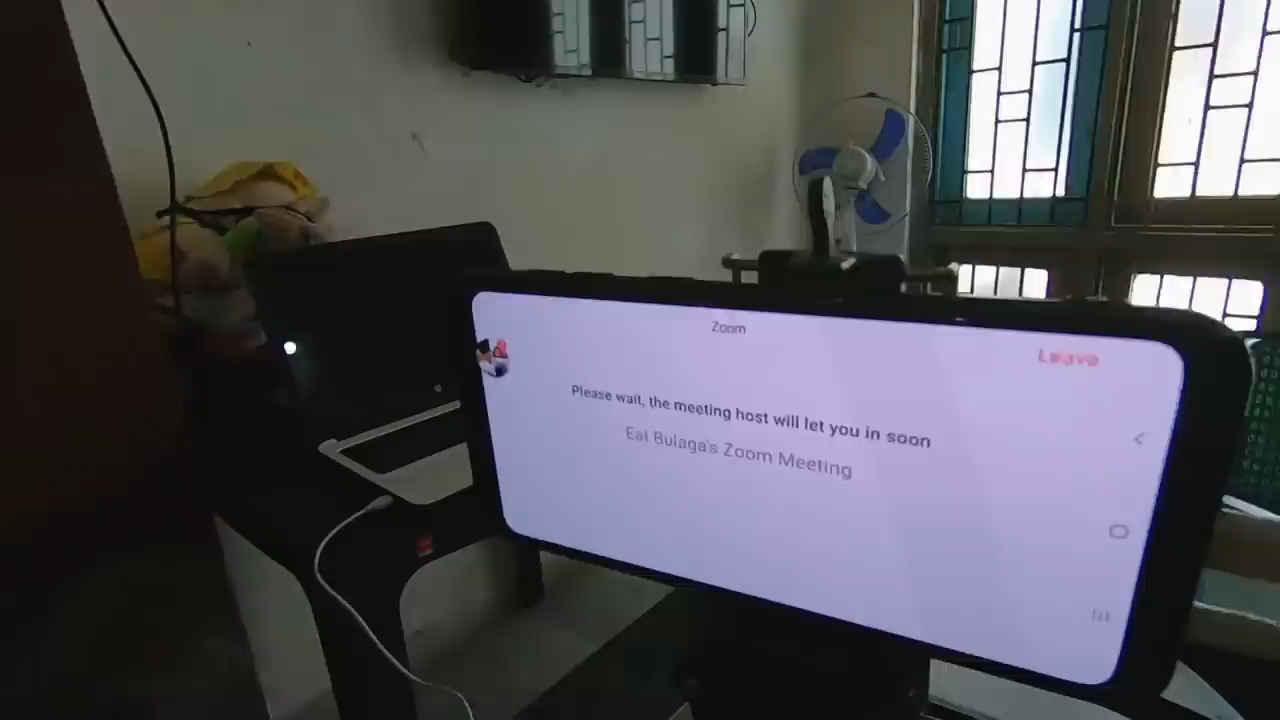 Zoom
Leave
Please wait, the meeting host will let you in soon
Eat Bulaga's Zoom Meeting